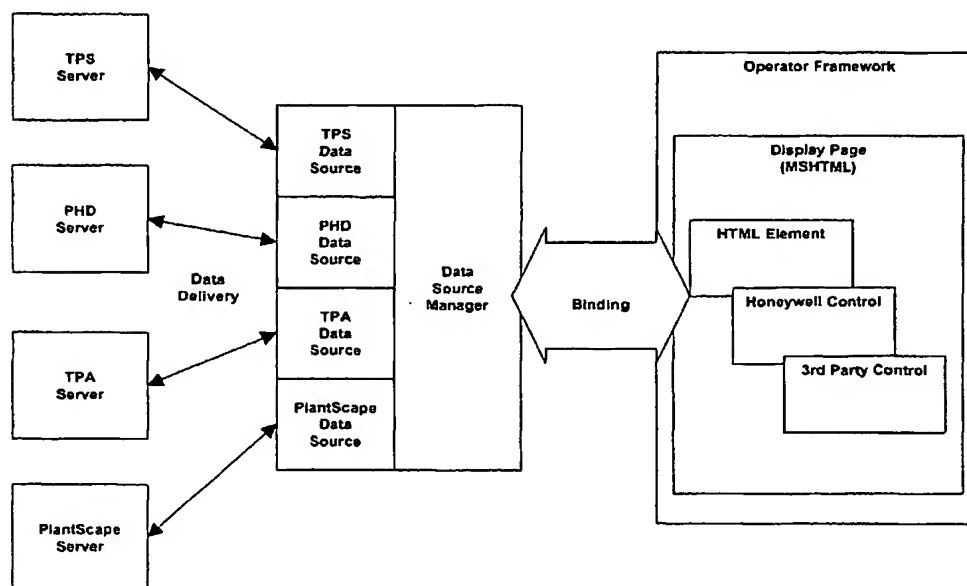 TPS
Server
PHD
Server
Data
Delivery
TPA
Server
PlantScape
Server
TPS
Data
Source
PHD
Data
Source
TPA
Data
Source
PlantScape
Data
Source
Data
Source
Manager
Binding
Operator Framework
Display Page
(MSHTML)
HTML Element
Honeywell Control
3rd Party Control